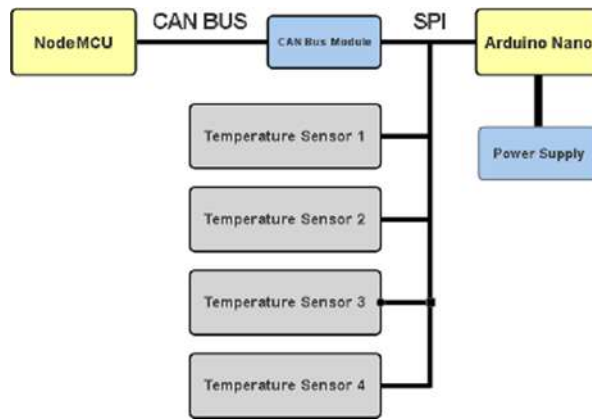 CAN BUS
SPI
NodeMCU
CAN Bus Module
Arduino Nano
Temperature Sensor 1
Power Supply
Temperature Sensor 2
Temperature Sensor 3
Temperature Sensor 4